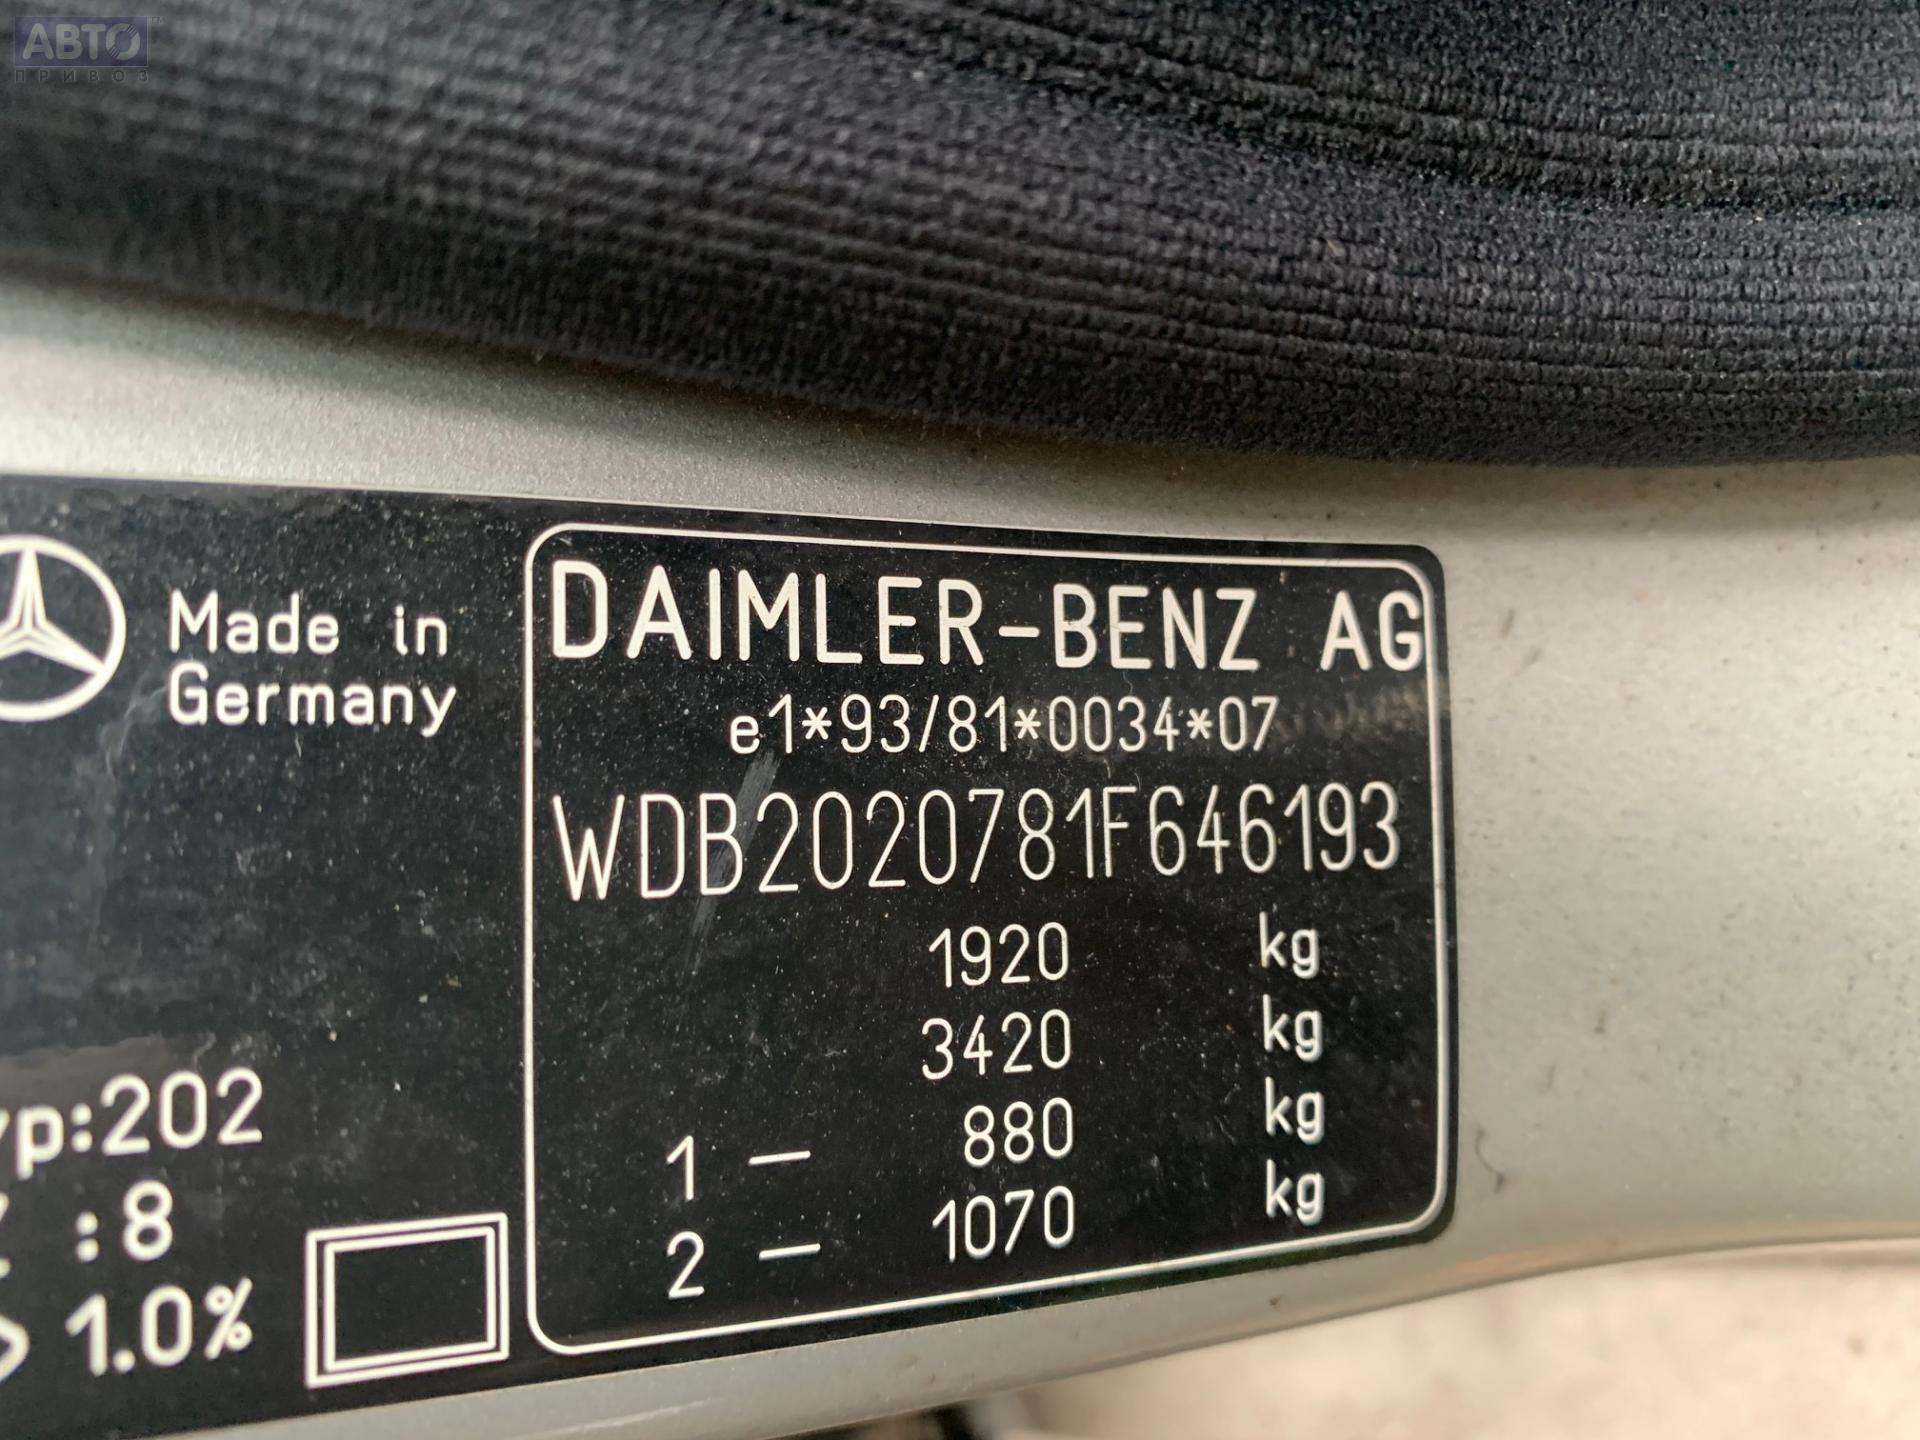 АВТО™
ПРИВОЗ
Made in
Germany
DAIMLER-BENZ AG
e1*93/81*0034*07
WDB2020781F646193
1920 kg
3420 kg
1 – 880 kg
2 – 1070 kg
yp:202
:8
1.0%